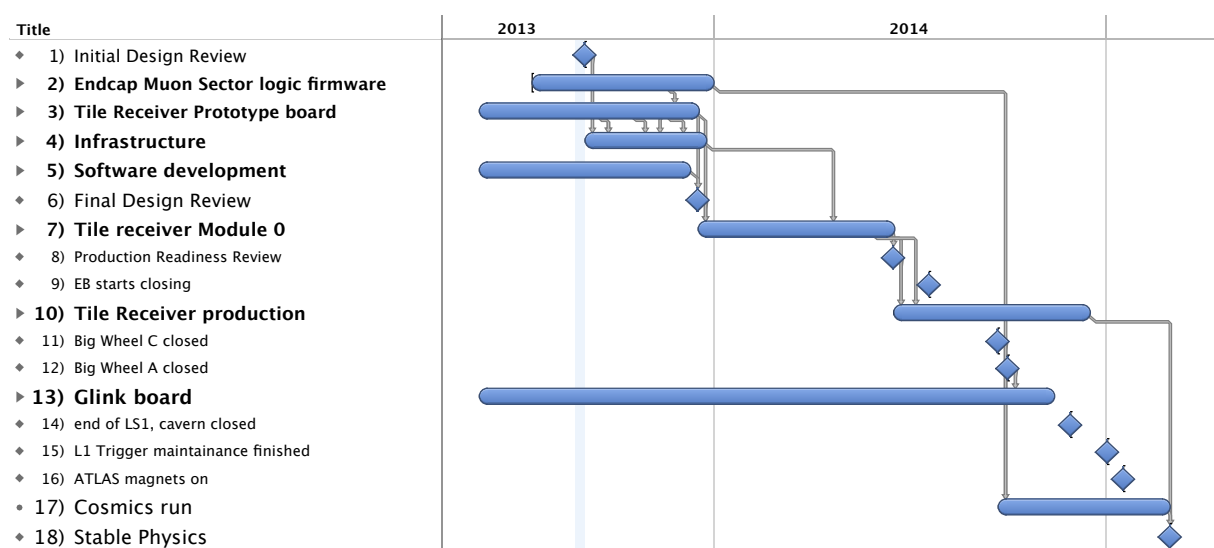 Title 2013 2014
1) Initial Design Review
2) Endcap Muon Sector logic firmware
3) Tile Receiver Prototype board
4) Infrastructure
5) Software development
6) Final Design Review
7) Tile receiver Module 0
8) Production Readiness Review
9) EB starts closing
10) Tile Receiver production
11) Big Wheel C closed
12) Big Wheel A closed
13) Glink board
14) end of LS1, cavern closed
15) L1 Trigger maintainance finished
16) ATLAS magnets on
17) Cosmics run
18) Stable Physics